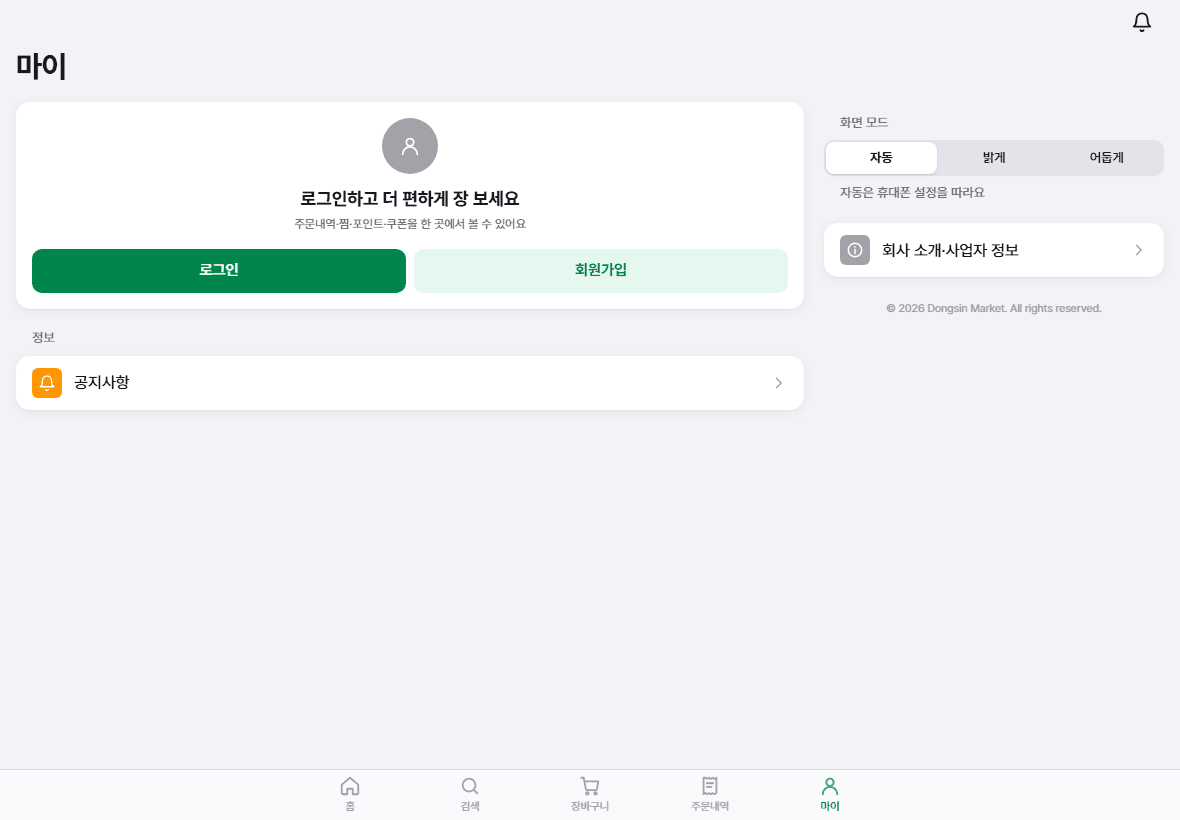 마이
로그인하고 더 편하게 장 보세요
주문내역·찜·포인트·쿠폰을 한 곳에서 볼 수 있어요
로그인
회원가입
정보
공지사항
화면 모드
자동
밝게
어둡게
자동은 휴대폰 설정을 따라요
회사 소개·사업자 정보
© 2026 Dongsin Market. All rights reserved.
홈
검색
장바구니
주문내역
마이